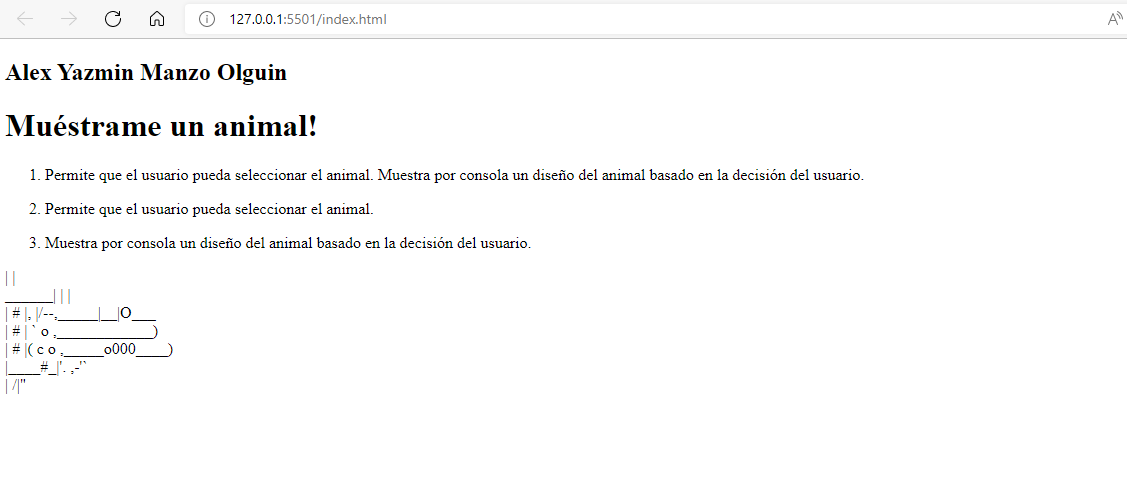 127.0.0.1:5501/index.html
Alex Yazmin Manzo Olguin
Muéstrame un animal!
1. Permite que el usuario pueda seleccionar el animal. Muestra por consola un diseño del animal basado en la decisión del usuario.
2. Permite que el usuario pueda seleccionar el animal.
3. Muestra por consola un diseño del animal basado en la decisión del usuario.
| |
______| | |
| # |, |/--,_____|__|O___
| # | ` o ,____________)
| # |( c o ,_____o000____)
|____#_|'. ,-'`
| /|"